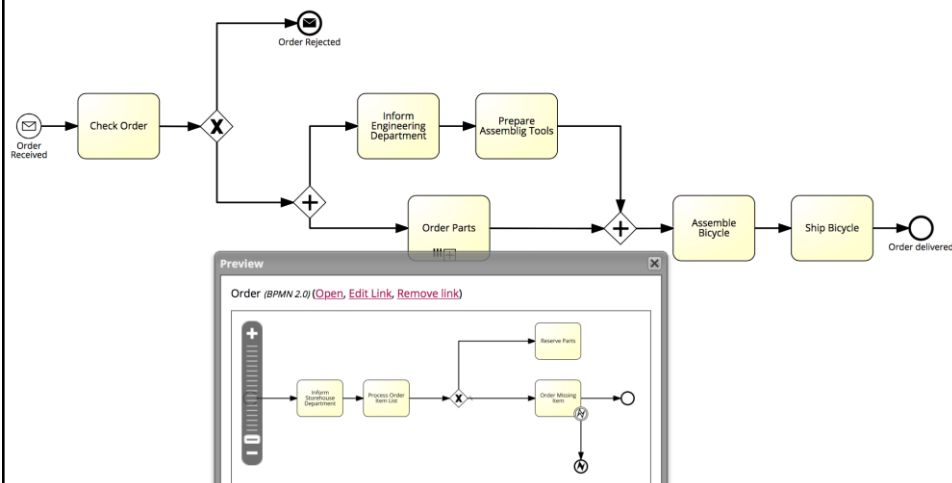 Order Rejected
Check Order
Order
Received
Inform
Engineering
Department
Prepare
Assemblig Tools
Order Parts
Assemble
Bicycle
Ship Bicycle
Order delivered
Preview
Order (BPMN 2.0) (Open, Edit Link, Remove link)
Reserve Parts
Inform
Storehouse
Department
Process Order
Item List
Order Missing
Item